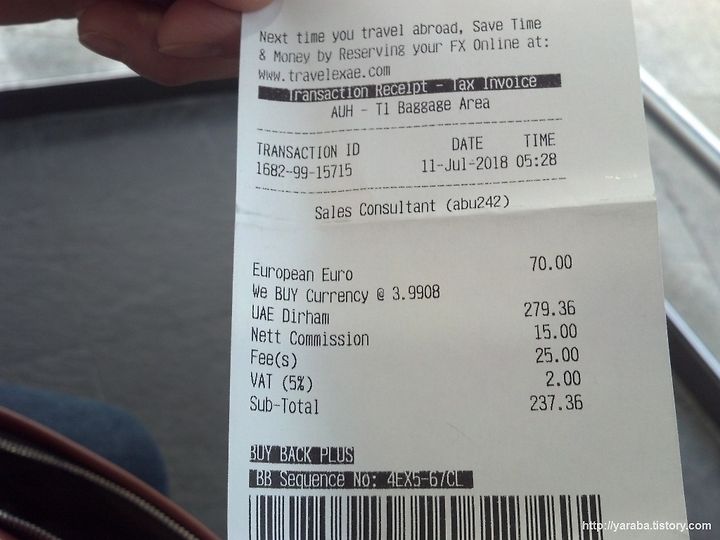 Next time you travel abroad, Save Time
& Money by Reserving your FX Online at:
www.travelexae.com
Transaction Receipt - Tax Invoice
AUH - T1 Baggage Area
TRANSACTION ID DATE TIME
1682-99-15715 11-Jul-2018 05:28
Sales Consultant (abu242)
European Euro 70.00
We BUY Currency @ 3.9908
UAE Dirham 279.36
Nett Commission 15.00
Fee(s) 25.00
VAT (5%) 2.00
Sub-Total 237.36
BUY BACK PLUS
BB Sequence No: 4EX5-67CL
http://yaraba.tistory.com